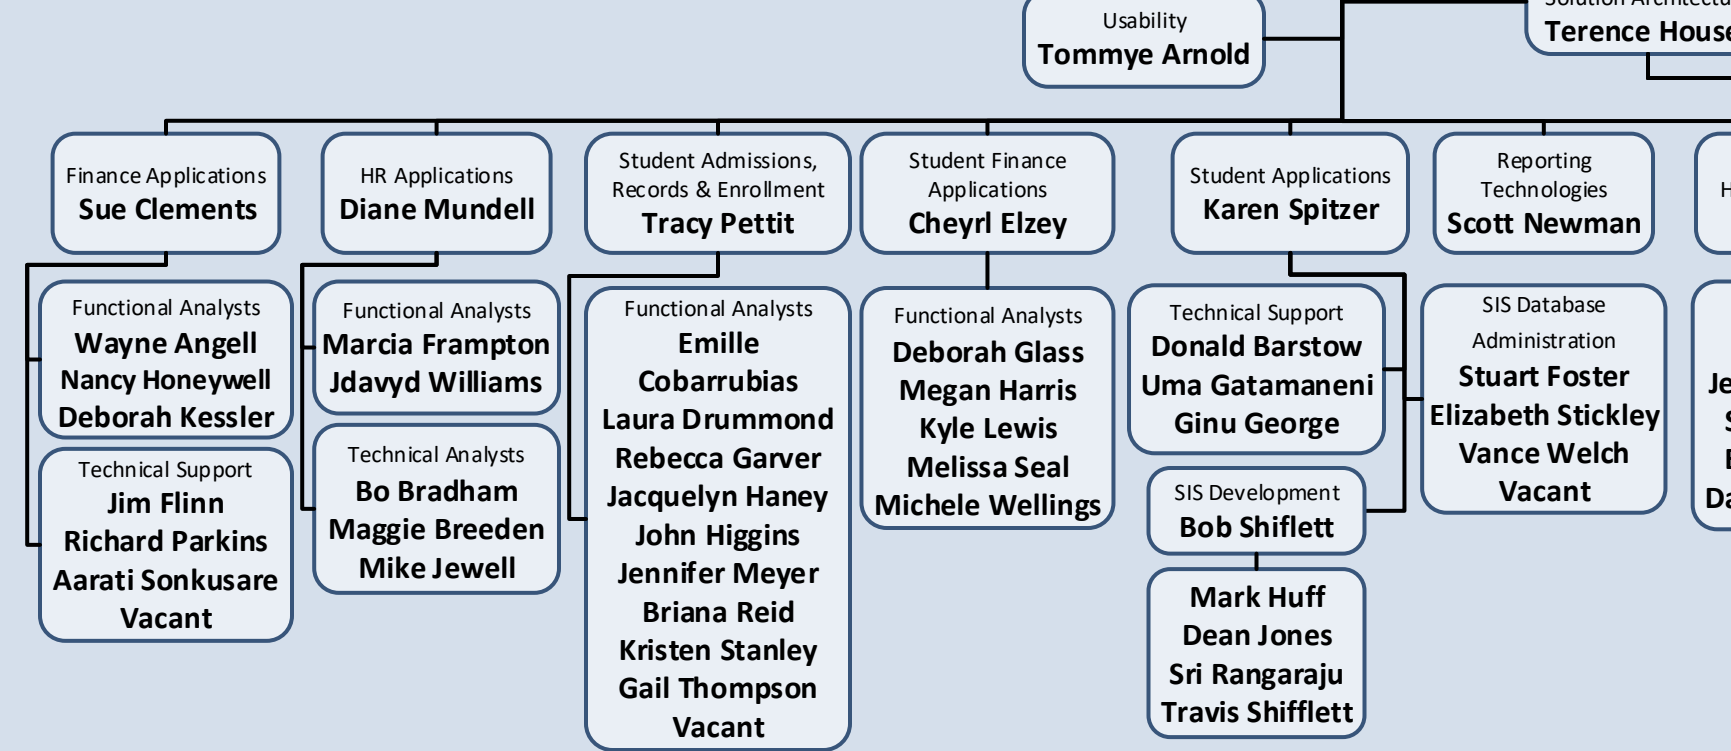 Usability
Tommye Arnold
Terence House
Finance Applications
Sue Clements
HR Applications
Diane Mundell
Student Admissions,
Records & Enrollment
Tracy Pettit
Student Finance
Applications
Cheyrl Elzey
Student Applications
Karen Spitzer
Reporting
Technologies
Scott Newman
Functional Analysts
Wayne Angell
Nancy Honeywell
Deborah Kessler
Technical Support
Jim Flinn
Richard Parkins
Aarati Sonkusare
Vacant
Functional Analysts
Marcia Frampton
Jdavyd Williams
Technical Analysts
Bo Bradham
Maggie Breeden
Mike Jewell
Functional Analysts
Emille
Cobarrubias
Laura Drummond
Rebecca Garver
Jacquelyn Haney
John Higgins
Jennifer Meyer
Briana Reid
Kristen Stanley
Gail Thompson
Vacant
Functional Analysts
Deborah Glass
Megan Harris
Kyle Lewis
Melissa Seal
Michele Wellings
Technical Support
Donald Barstow
Uma Gatamaneni
Ginu George
SIS Development
Bob Shiflett
Mark Huff
Dean Jones
Sri Rangaraju
Travis Shifflett
SIS Database
Administration
Stuart Foster
Elizabeth Stickley
Vance Welch
Vacant